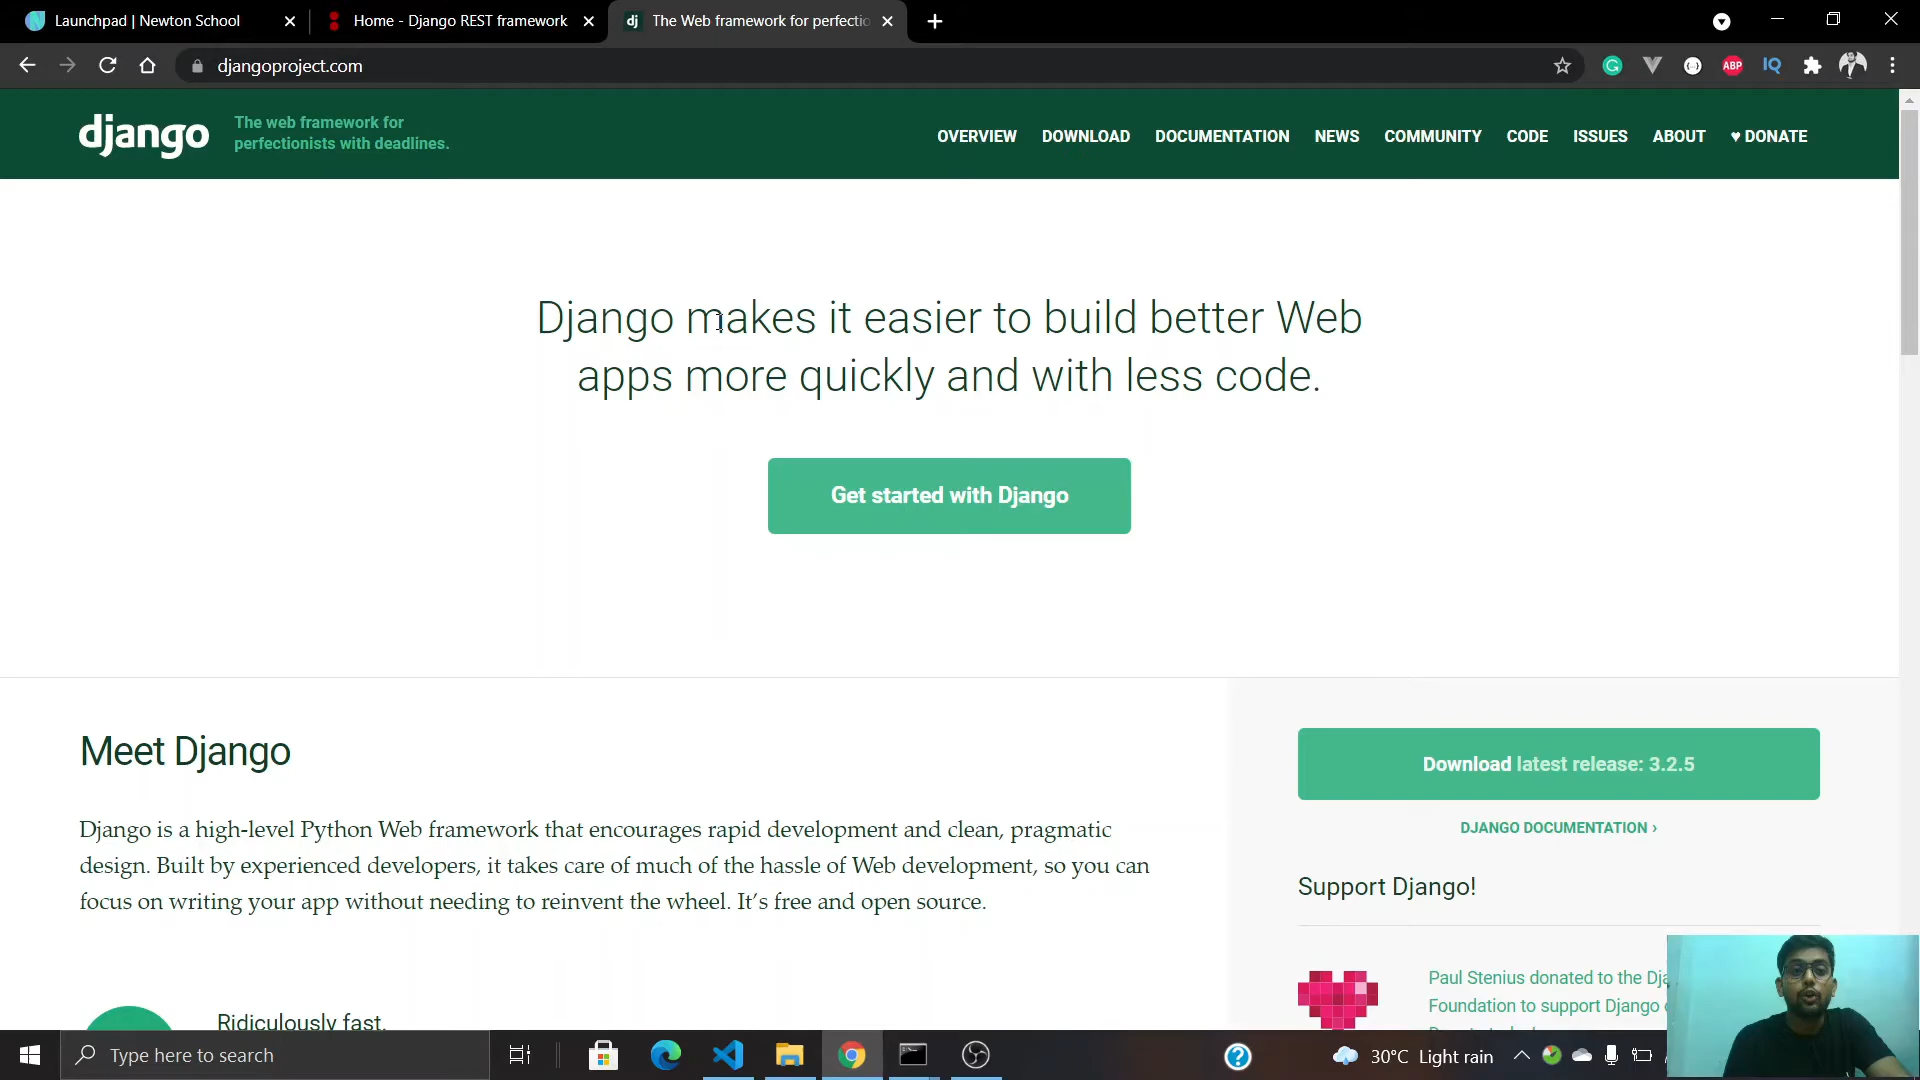 Launchpad | Newton School
Home - Django REST framework
dj The Web framework for perfectio
djangoproject.com
ABP
IQ
django
The web framework for
perfectionists with deadlines.
OVERVIEW DOWNLOAD DOCUMENTATION NEWS COMMUNITY CODE ISSUES ABOUT ♥ DONATE
Django makes it easier to build better Web
apps more quickly and with less code.
Get started with Django
Meet Django
Django is a high-level Python Web framework that encourages rapid development and clean, pragmatic
design. Built by experienced developers, it takes care of much of the hassle of Web development, so you can
focus on writing your app without needing to reinvent the wheel. It’s free and open source.
Ridiculously fast.
Download latest release: 3.2.5
DJANGO DOCUMENTATION ›
Support Django!
Paul Stenius donated to the Dja
Foundation to support Django
Type here to search
30°C Light rain